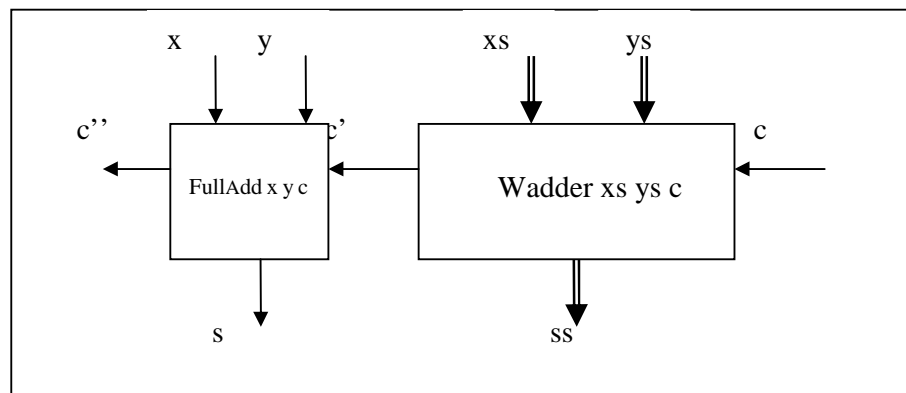 x y xs ys
c’’ c’ c
FullAdd x y c Wadder xs ys c
s ss